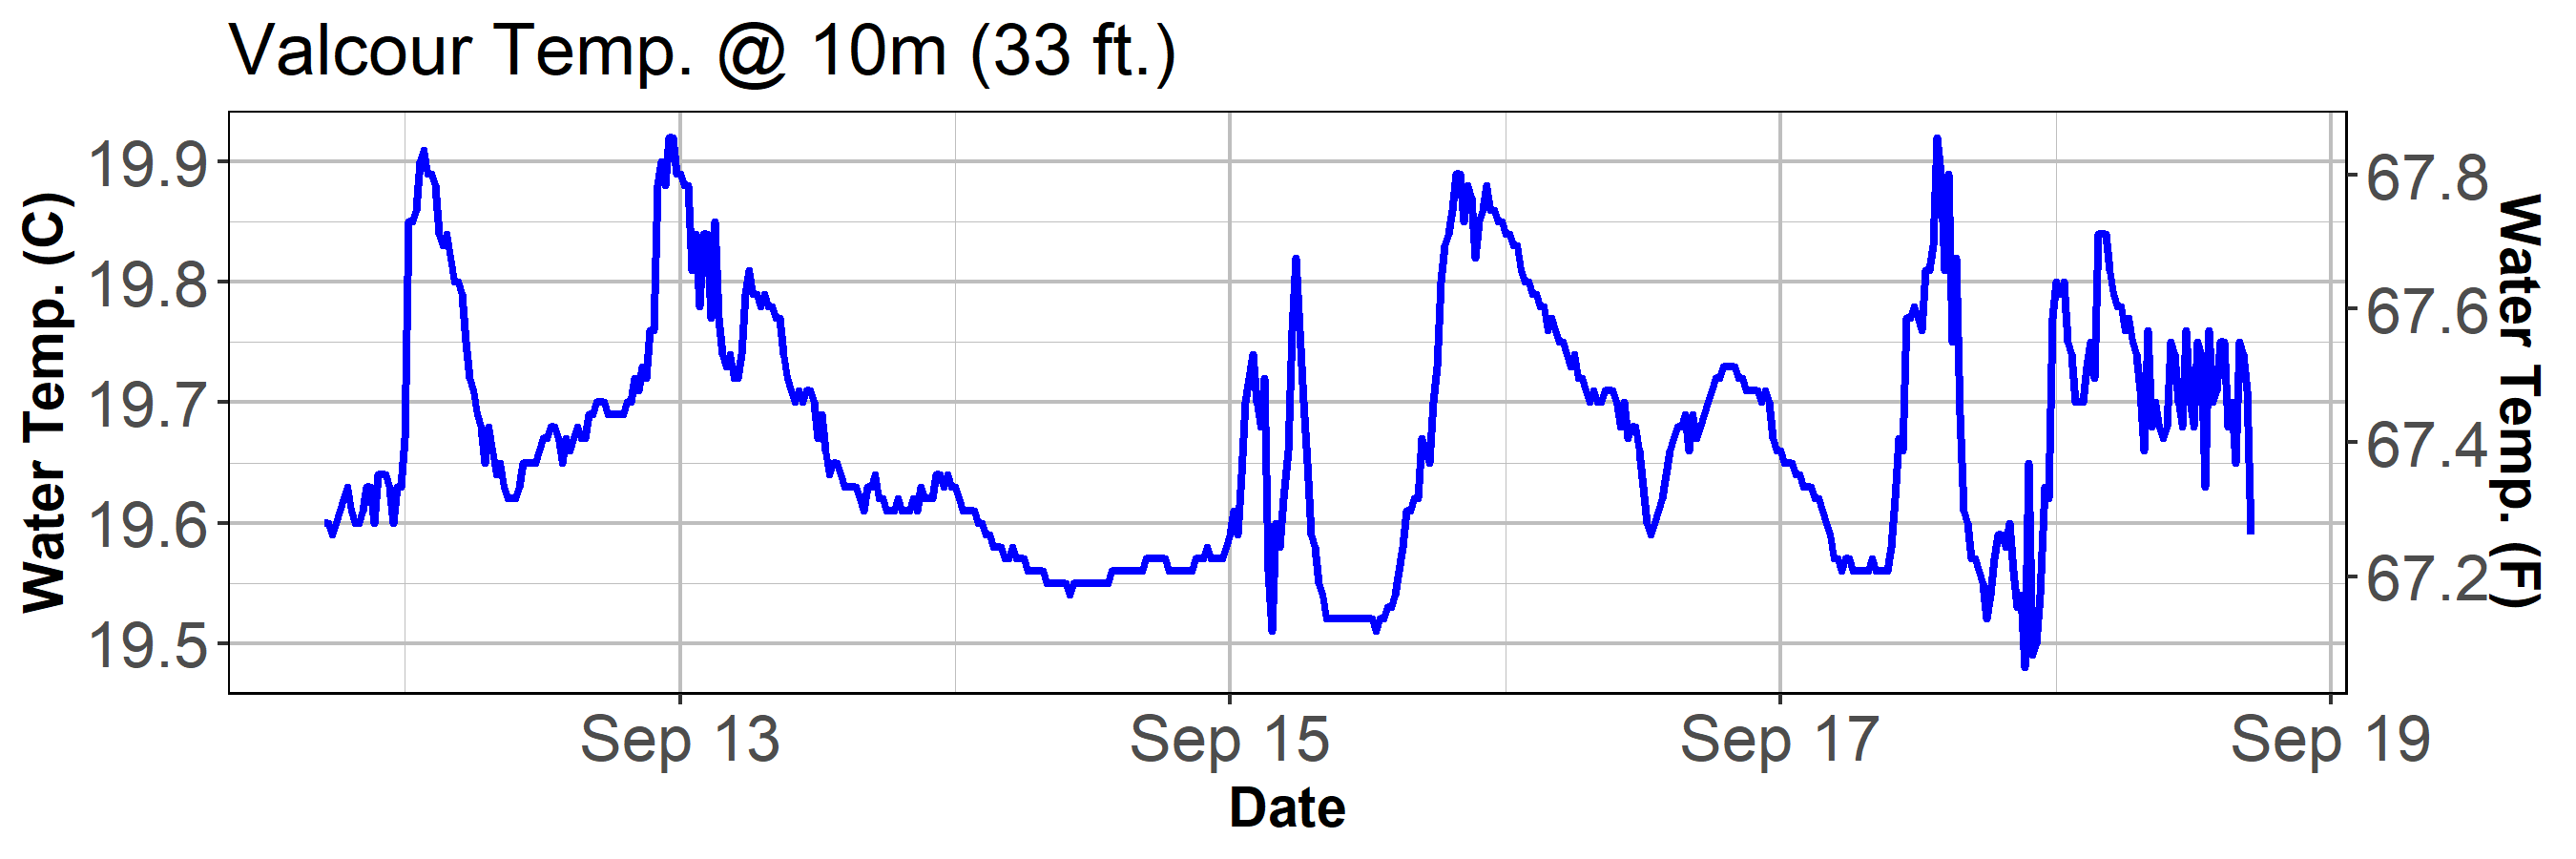 Valcour Temp. @ 10m (33 ft.)
Water Temp. (C)
19.9
19.8
19.7
19.6
19.5
67.8
67.6
67.4
67.2
Water Temp. (F)
Sep 13
Sep 15
Sep 17
Sep 19
Date